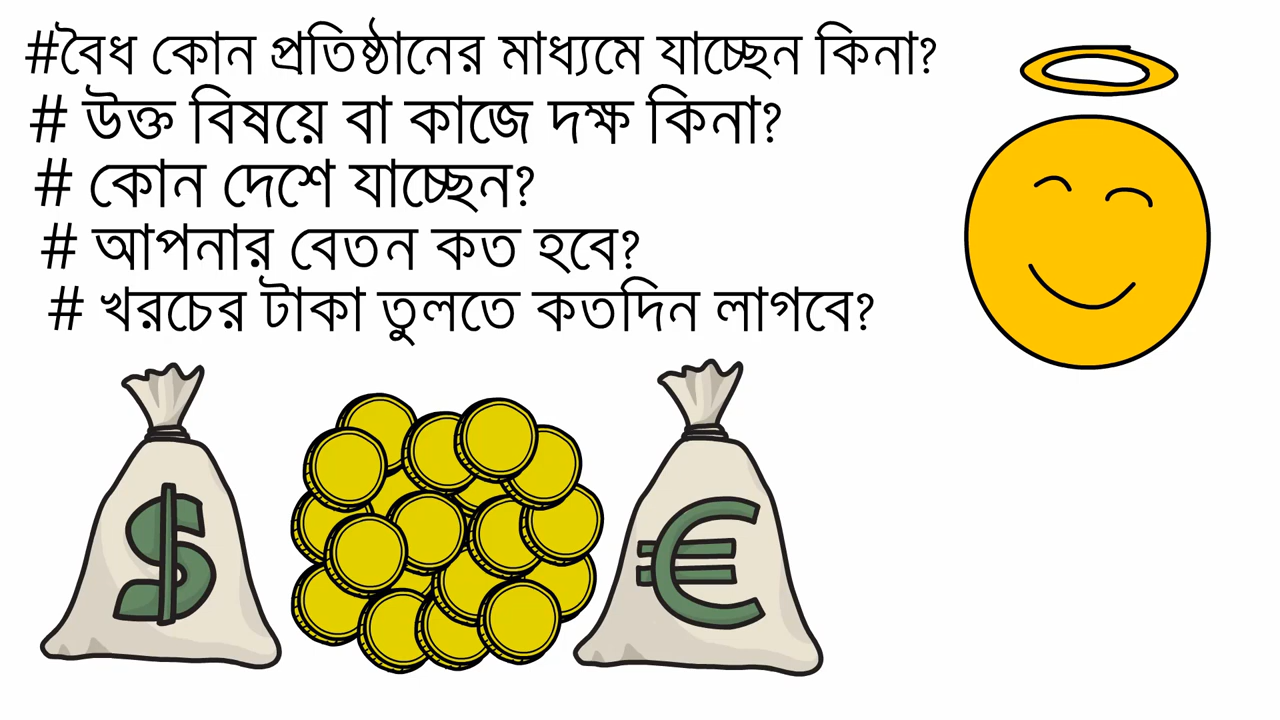 #বৈধ কোন প্রতিষ্ঠানের মাধ্যমে যাচ্ছেন কিনা?
# উক্ত বিষয়ে বা কাজে দক্ষ কিনা?
# কোন দেশে যাচ্ছেন?
# আপনার বেতন কত হবে?
# খরচের টাকা তুলতে কতদিন লাগবে?
$
€